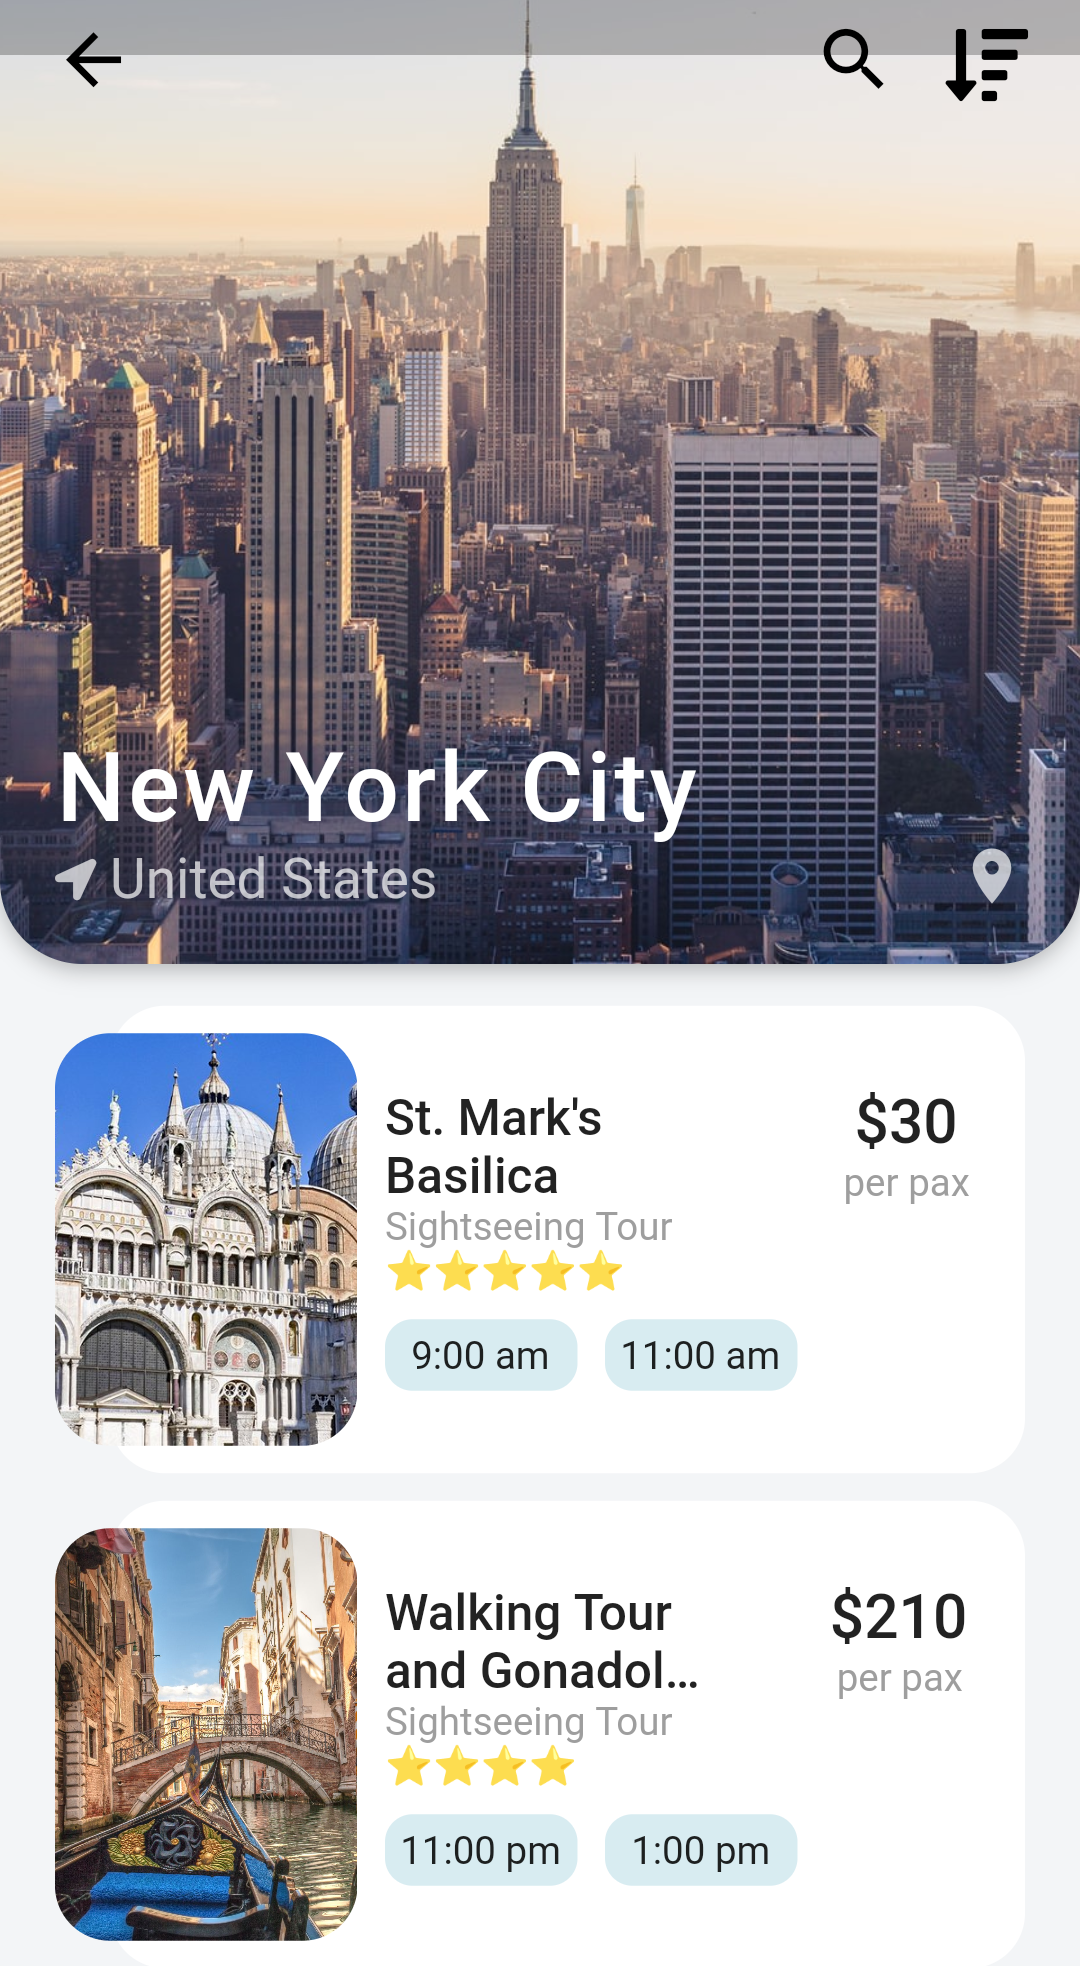 New York City
United States
St. Mark's
Basilica
$30
per pax
Sightseeing Tour
⭐⭐⭐⭐⭐
9:00 am
11:00 am
Walking Tour
and Gonadol...
$210
per pax
Sightseeing Tour
⭐⭐⭐⭐
11:00 pm
1:00 pm